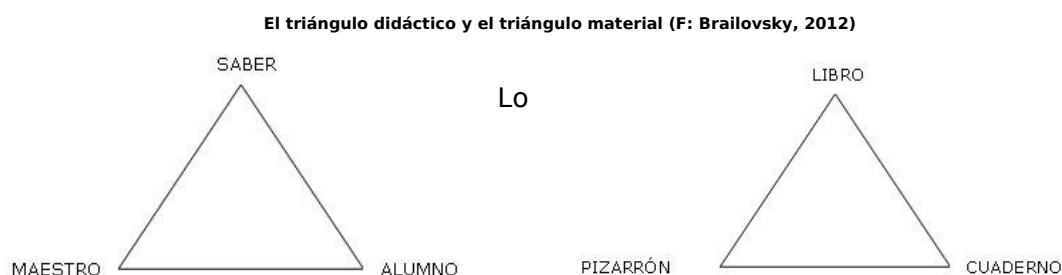 El triángulo didáctico y el triángulo material (F: Brailovsky, 2012)
SABER
Lo
LIBRO
MAESTRO
ALUMNO
PIZARRÓN
CUADERNO